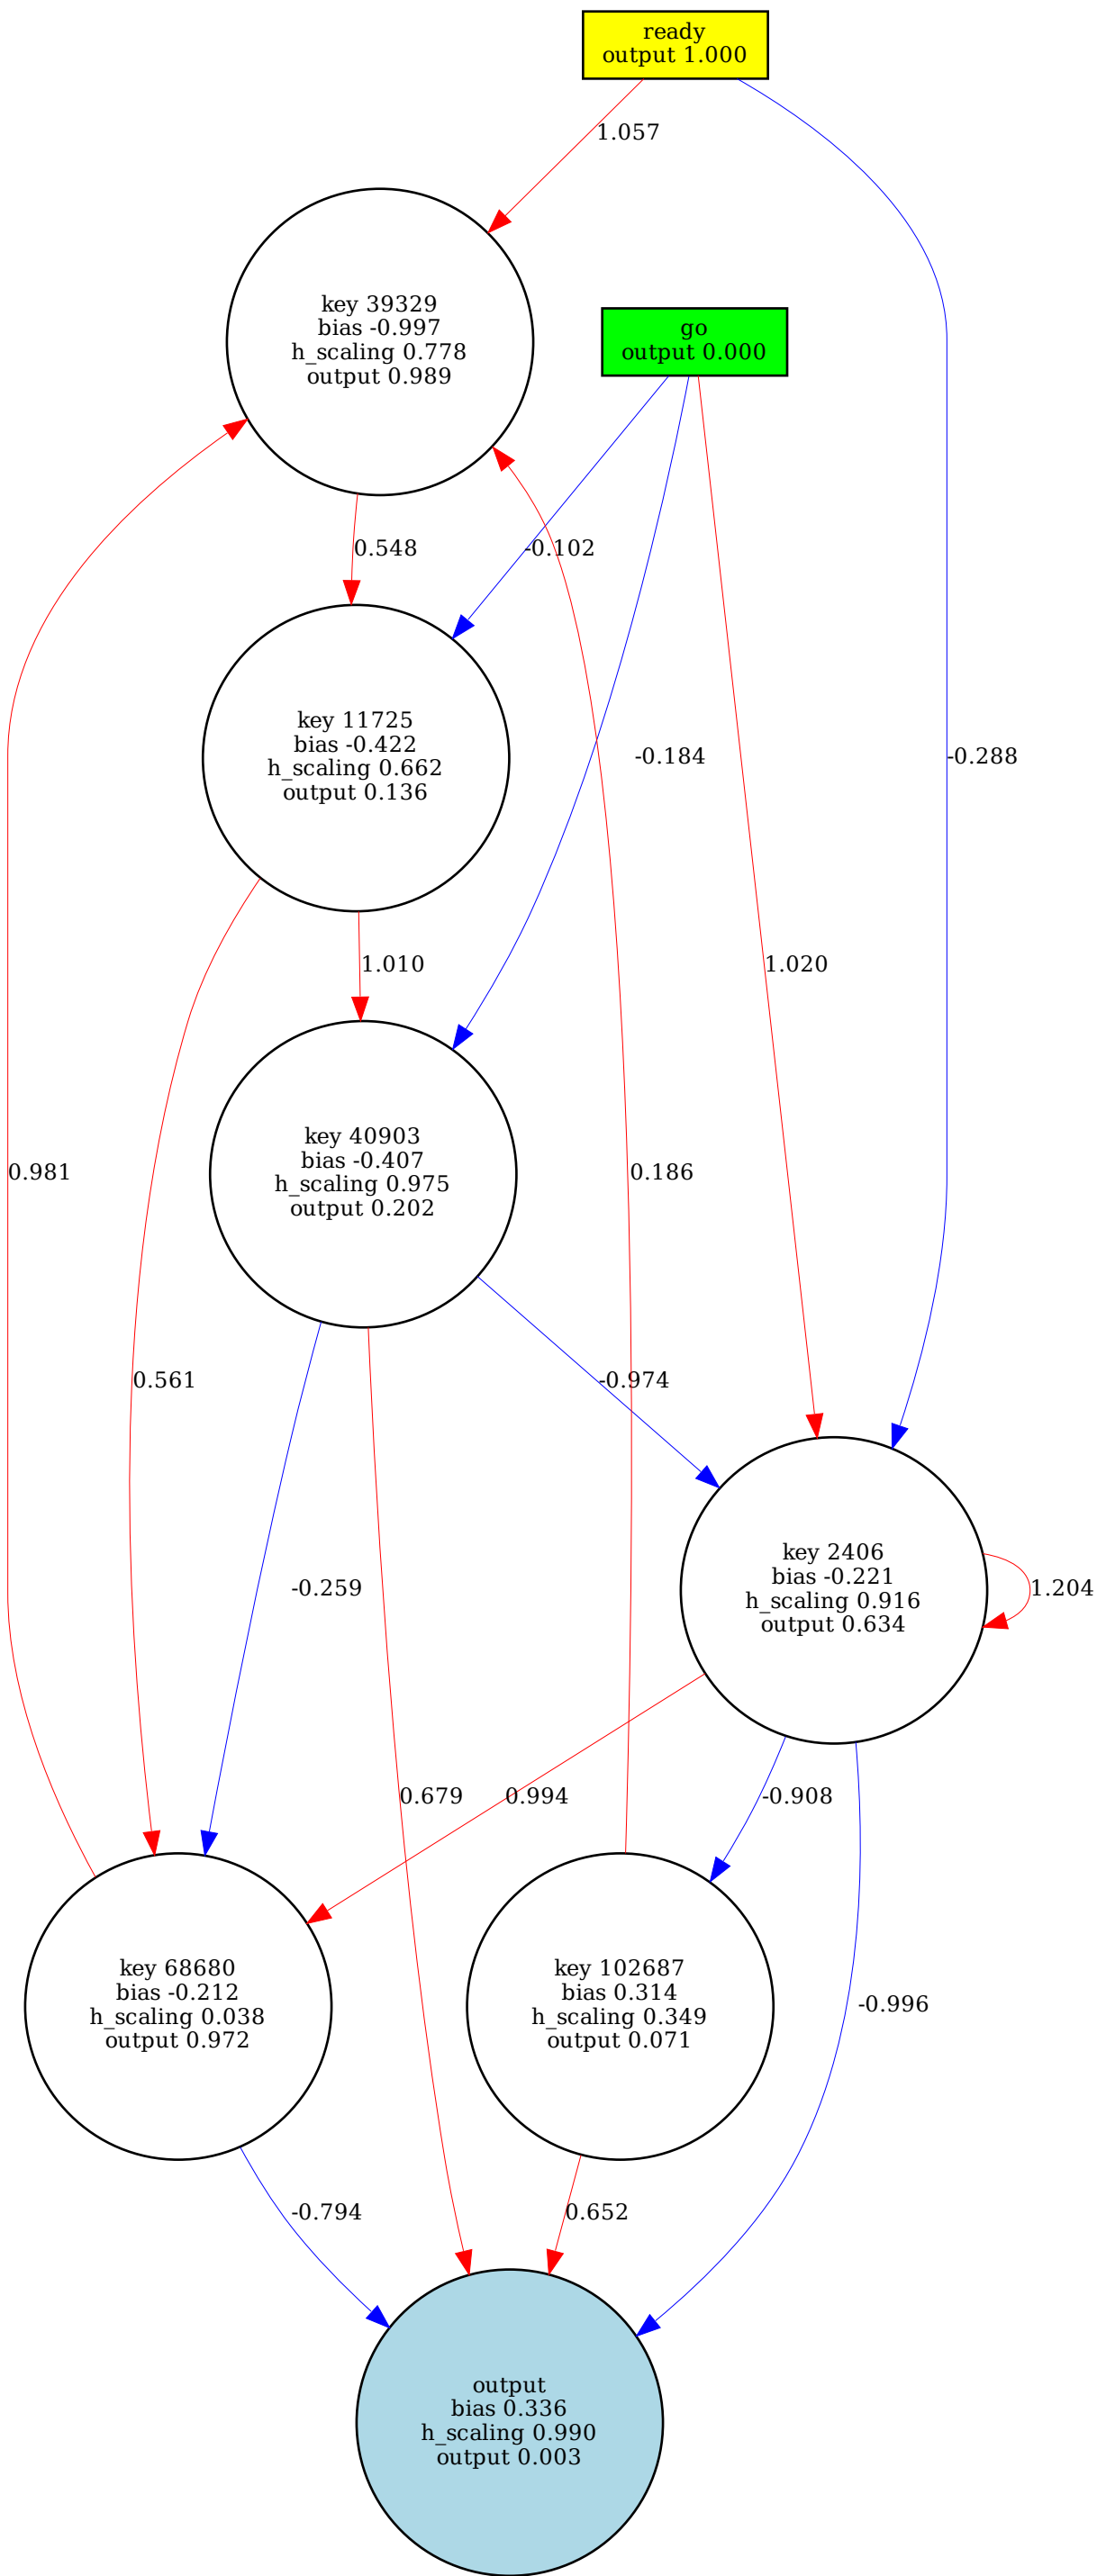 ready
output 1.000
1.057
key 39329
bias -0.997
h_scaling 0.778
output 0.989
go
output 0.000
0.548
-0.102
key 11725
bias -0.422
h_scaling 0.662
output 0.136
-0.184
-0.288
1.010
1.020
key 40903
bias -0.407
h_scaling 0.975
output 0.202
0.981
0.186
0.561
-0.974
key 2406
bias -0.221
h_scaling 0.916
output 0.634
-0.259
1.204
0.679
0.994
-0.908
key 68680
bias -0.212
h_scaling 0.038
output 0.972
key 102687
bias 0.314
h_scaling 0.349
output 0.071
-0.996
-0.794
0.652
output
bias 0.336
h_scaling 0.990
output 0.003